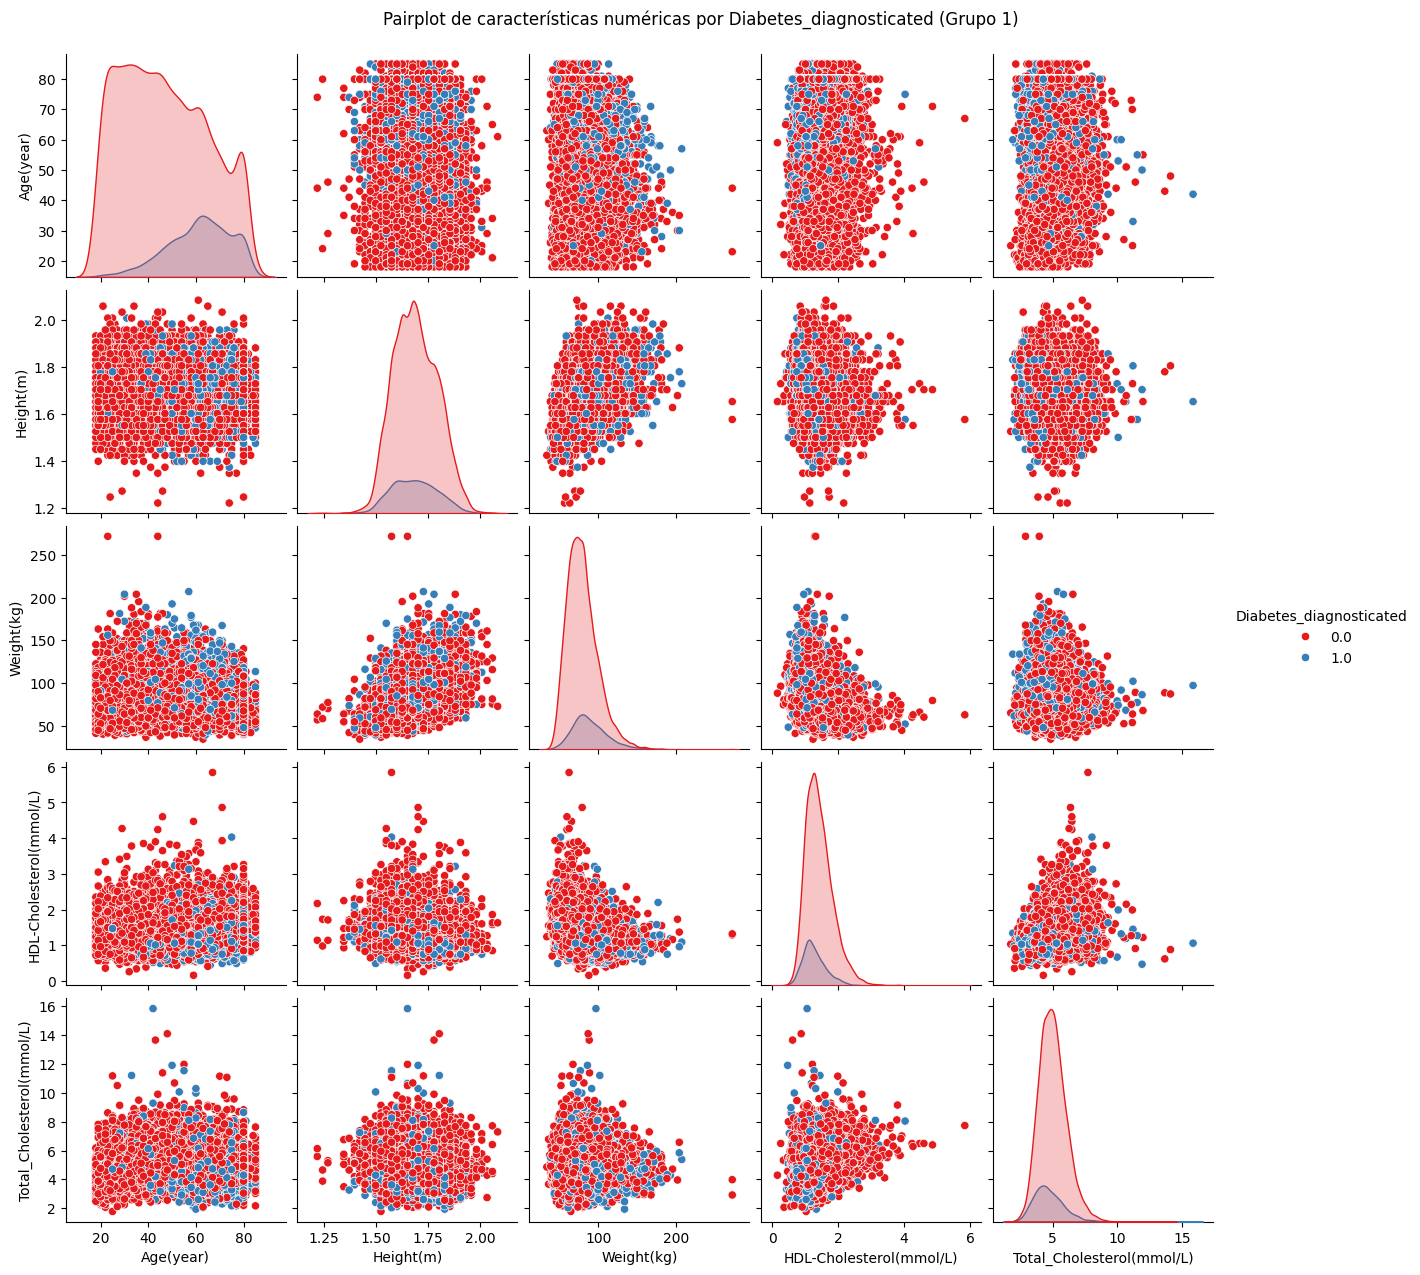 Pairplot de características numéricas por Diabetes_diagnosticated (Grupo 1)
Age(year)
80
70
60
50
40
30
20
Height(m)
2.0
1.8
1.6
1.4
1.2
Weight(kg)
250
200
150
100
50
HDL-Cholesterol(mmol/L)
6
5
4
3
2
1
0
Total_Cholesterol(mmol/L)
16
14
12
10
8
6
4
2
20 40 60 80
Age(year)
1.25 1.50 1.75 2.00
Height(m)
100 200
Weight(kg)
0 2 4 6
HDL-Cholesterol(mmol/L)
5 10 15
Total_Cholesterol(mmol/L)
Diabetes_diagnosticated
0.0
1.0